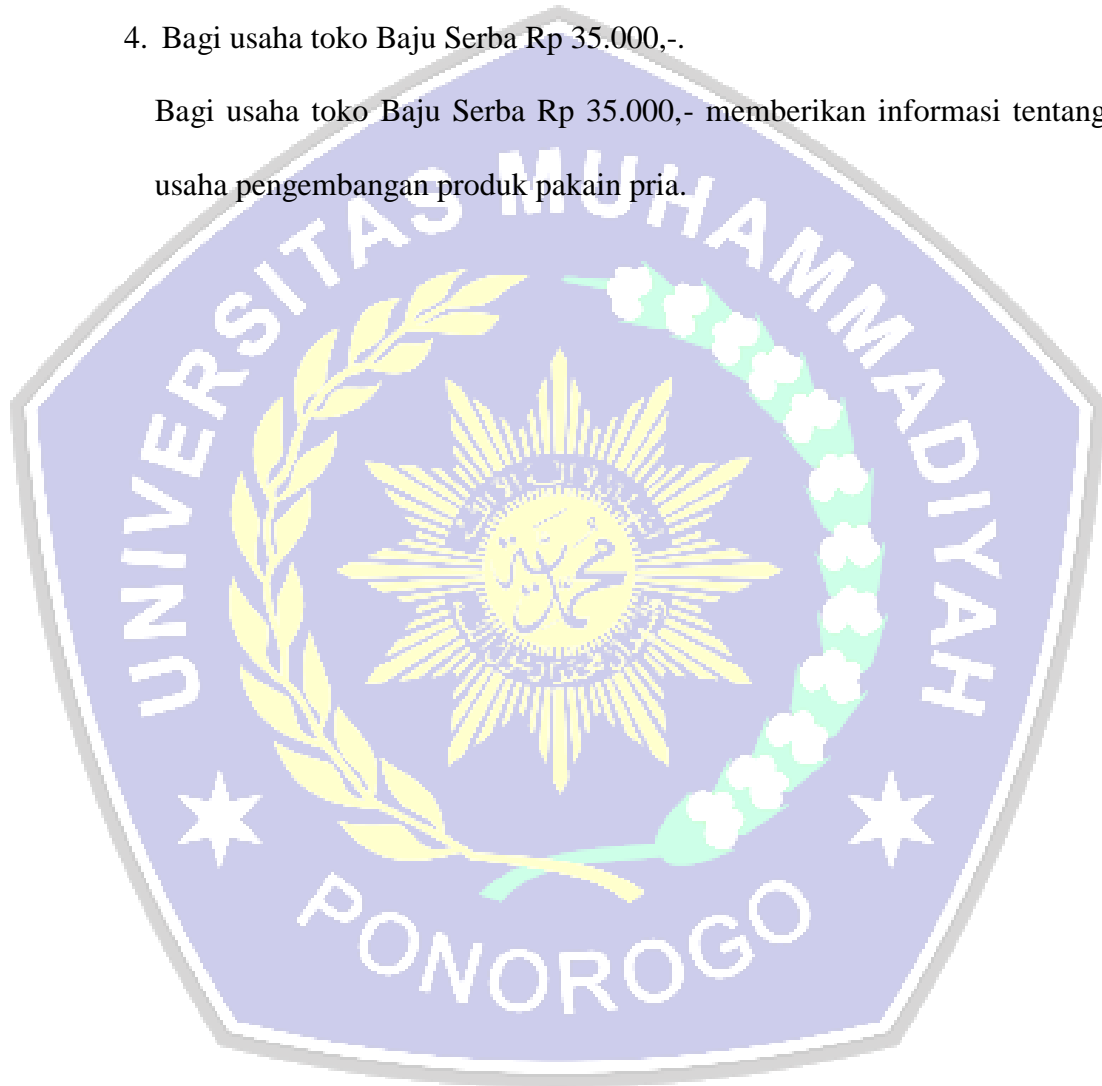 4. Bagi usaha toko Baju Serba Rp 35.000,-.
Bagi usaha toko Baju Serba Rp 35.000,- memberikan informasi tentang
usaha pengembangan produk pakain pria.
UNIVERSITAS MUHAMMADIYAH
PONOROGO